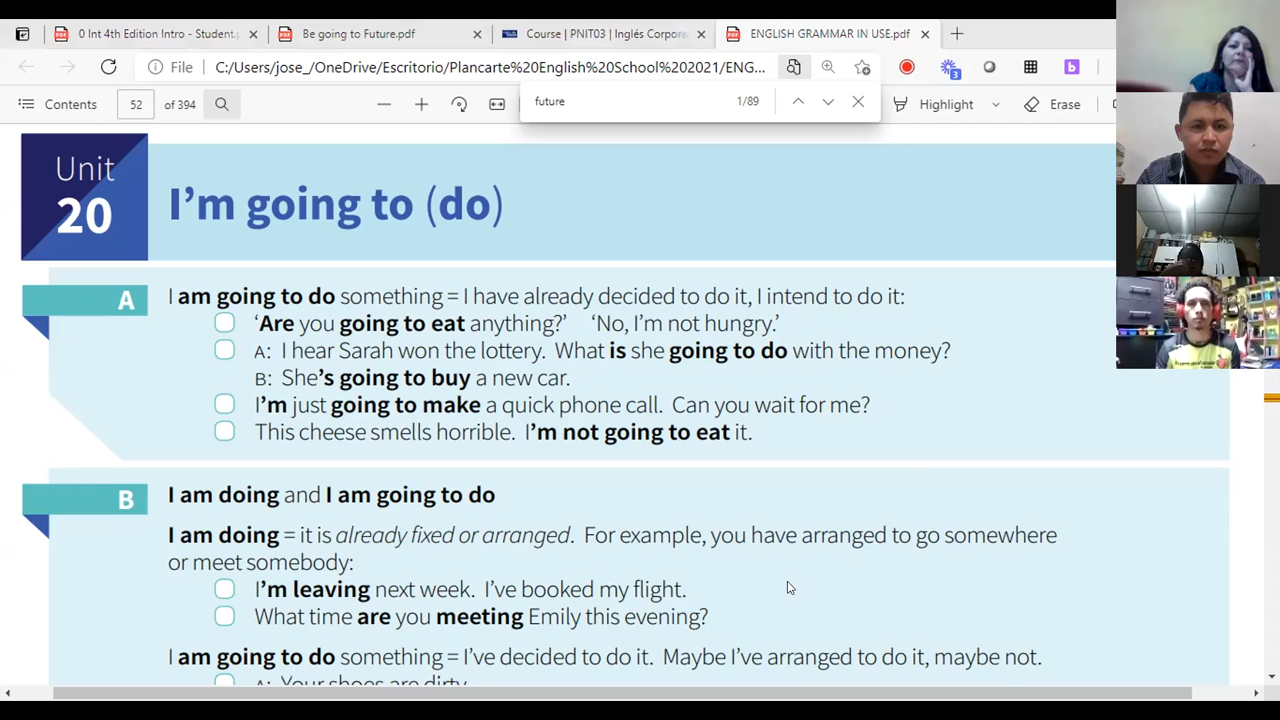 0 Int 4th Edition Intro - Student.
Be going to Future.pdf
Course | PNIT03 | Inglés Corpora
ENGLISH GRAMMAR IN USE.pdf
File
C:/Users/jose_/OneDrive/Escritorio/Plancarte%20English%20School%202021/ENG...
3
b
Contents
52
of 394
future
1/89
Highlight
Erase
Unit
20
I'm going to (do)
A
I am going to do something = I have already decided to do it, I intend to do it:
‘Are you going to eat anything?’ ‘No, I’m not hungry.’
A: I hear Sarah won the lottery. What is she going to do with the money?
B: She’s going to buy a new car.
I’m just going to make a quick phone call. Can you wait for me?
This cheese smells horrible. I’m not going to eat it.
B
I am doing and I am going to do
I am doing = it is already fixed or arranged. For example, you have arranged to go somewhere
or meet somebody:
I’m leaving next week. I’ve booked my flight.
What time are you meeting Emily this evening?
I am going to do something = I’ve decided to do it. Maybe I’ve arranged to do it, maybe not.
A: Your shoes are dirty.